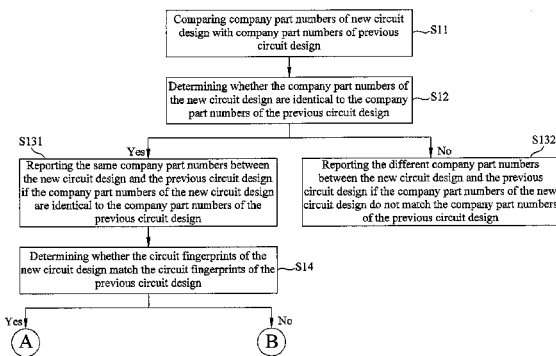 Comparing company part numbers of new circuit
design with company part numbers of previous
circuit design
S11
Determining whether the company part numbers of
the new circuit design are identical to the company
part numbers of the previous circuit design
S12
Yes
No
S131
Reporting the same company part numbers between
the new circuit design and the previous circuit design
if the company part numbers of the new circuit design
are identical to the company part numbers of the
previous circuit design
S132
Reporting the different company part numbers
between the new circuit design and the previous
circuit design if the company part numbers of the new
circuit design do not match the company part numbers
of the previous circuit design
Determining whether the circuit fingerprints of the
new circuit design match the circuit fingerprints of the
previous circuit design
S14
Yes
No
A
B